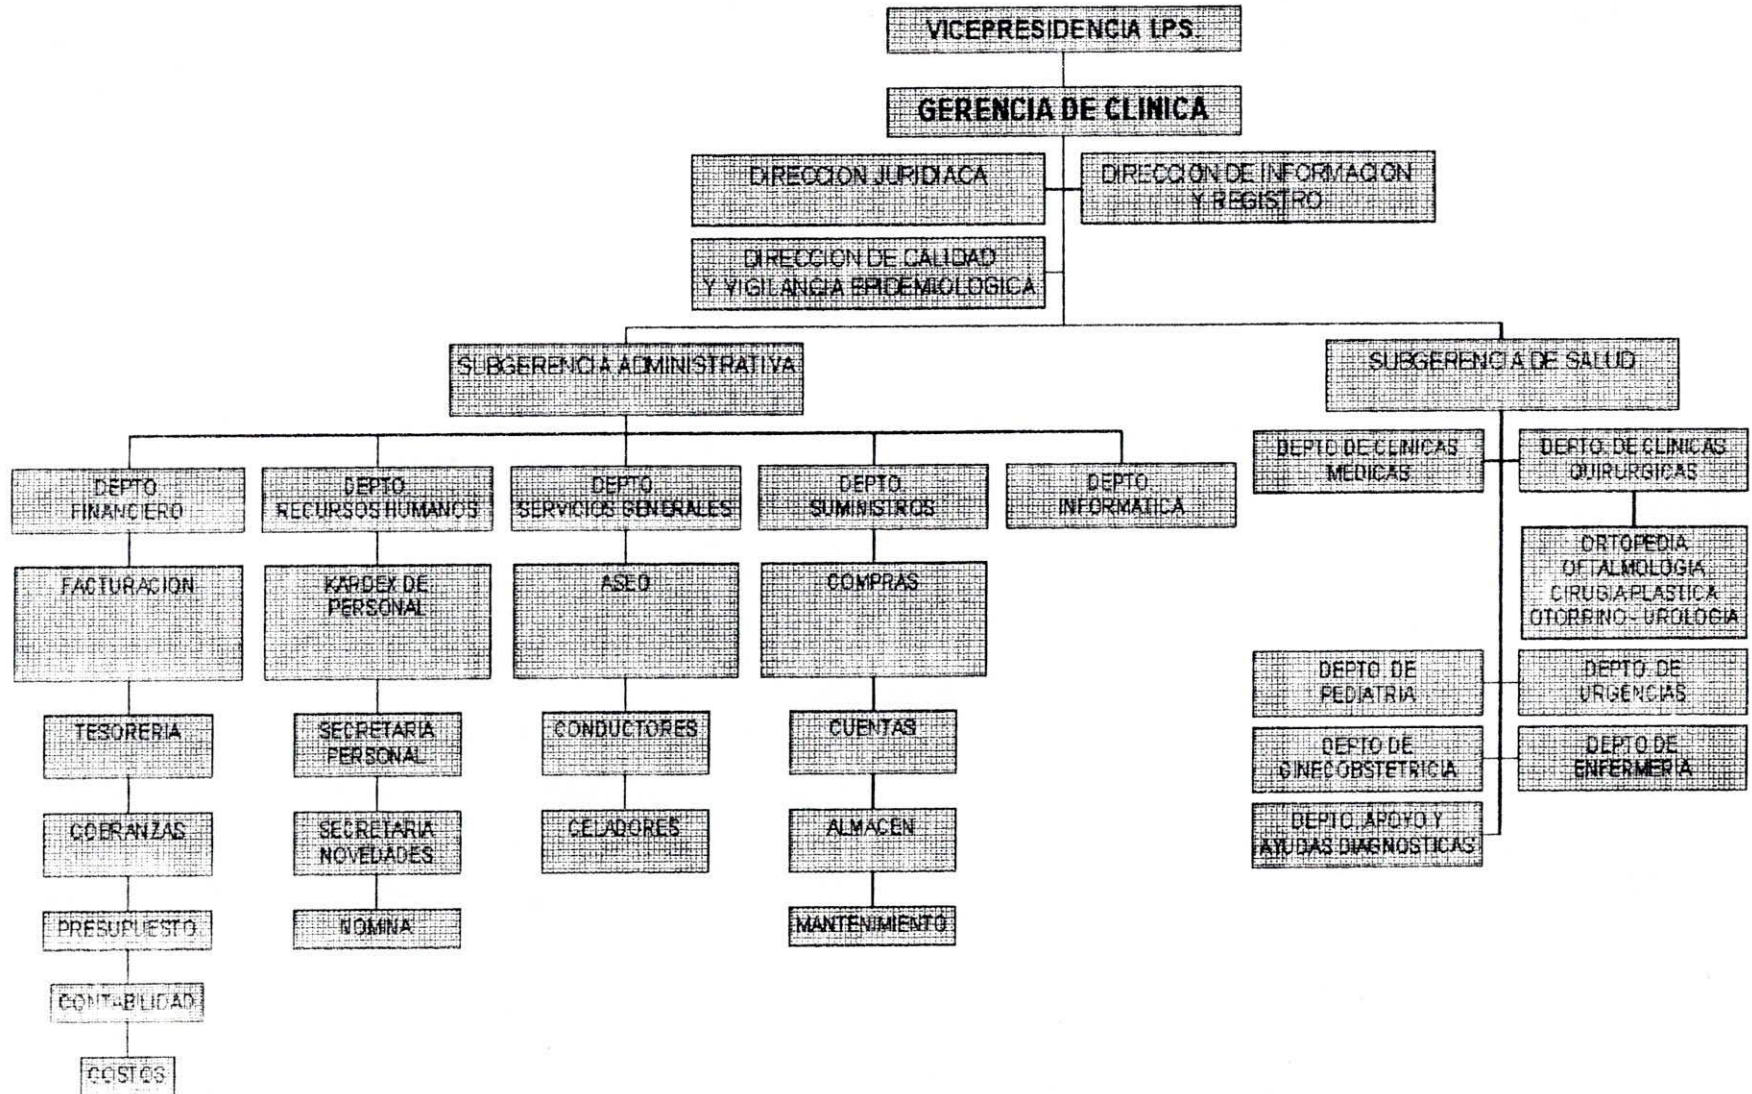 VICEPRESIDENCIA I.PS.
GERENCIA DE CLINICA
DIRECCION JURIDIACA
DIRECCION DE INFORMACION
Y REGISTRO
DIRECCION DE CALIDAD
Y VIGILANCIA EPIDEMIOLOGICA
SUBGERENCIA ADMINISTRATIVA
SUBGERENCIA DE SALUD
DEPTO.
FINANCIERO
DEPTO.
RECURSOS HUMANOS
DEPTO.
SERVICIOS GENERALES
DEPTO.
SUMINISTROS
DEPTO.
INFORMATICA
FACTURACION
KARDEX DE
PERSONAL
ASEO
COMPRAS
TESORERIA
SECRETARIA
PERSONAL
CONDUCTORES
CUENTAS
COBRANZAS
SECRETARIA
NOVEDADES
CELADORES
ALMACEN
PRESUPUESTO
NOMINA
MANTENIMIENTO
CONTABILIDAD
COSTOS
DEPTO DE CLINICAS
MEDICAS
DEPTO. DE CLINICAS
QUIRURGICAS
ORTOPEDIA
OFTALMOLOGIA
CIRUGIA PLASTICA
OTORRINO - UROLOGIA
DEPTO. DE
PEDIATRIA
DEPTO. DE
URGENCIAS
DEPTO DE
GINECOBSTETRICIA
DEPTO DE
ENFERMERIA
DEPTO. APOYO Y
AYUDAS DIAGNOSTICAS